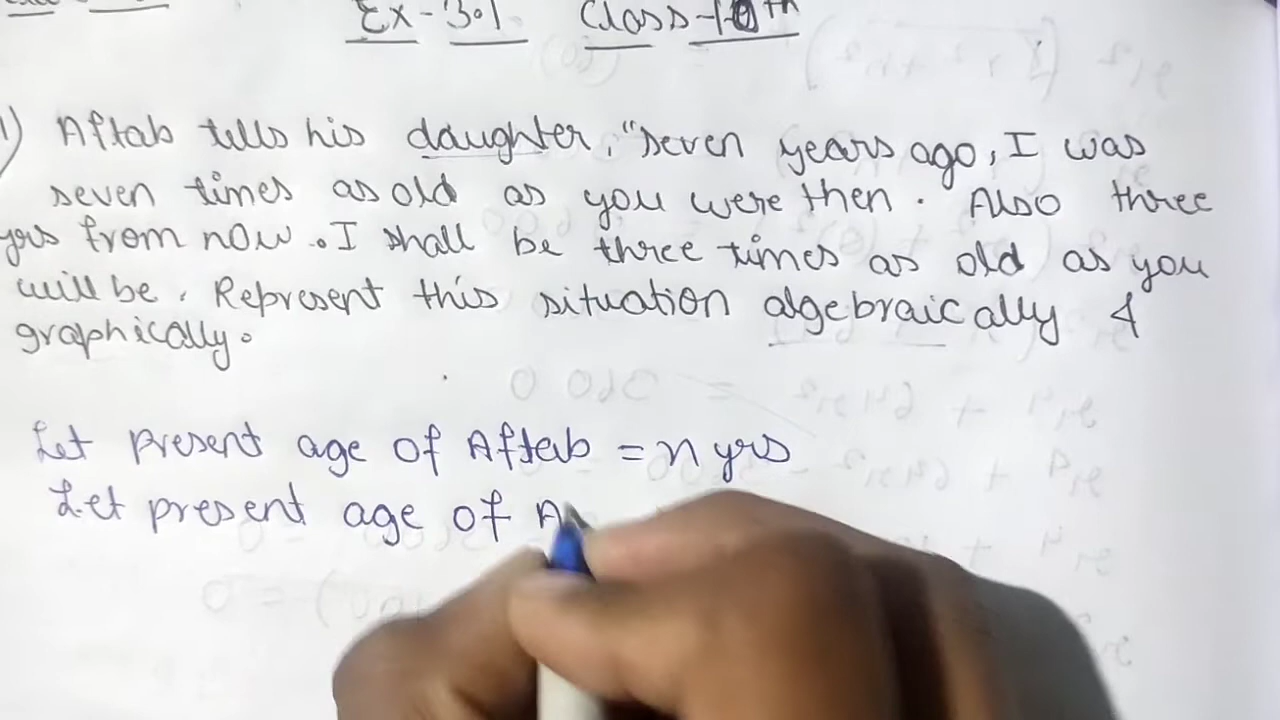 Ex-3.1 Class-10th
1) Aftab tells his daughter, "seven years ago, I was
seven times as old as you were then. Also three
yrs from now. I shall be three times as old as you
will be. Represent this situation algebraically &
graphically.
Let present age of Aftab = x yrs
Let present age of A